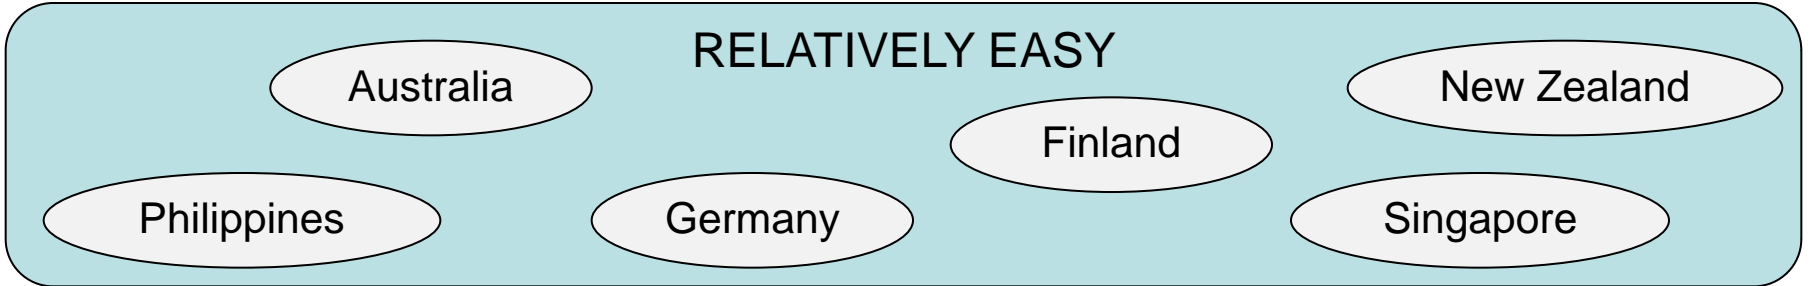 RELATIVELY EASY
Australia
New Zealand
Finland
Philippines
Germany
Singapore